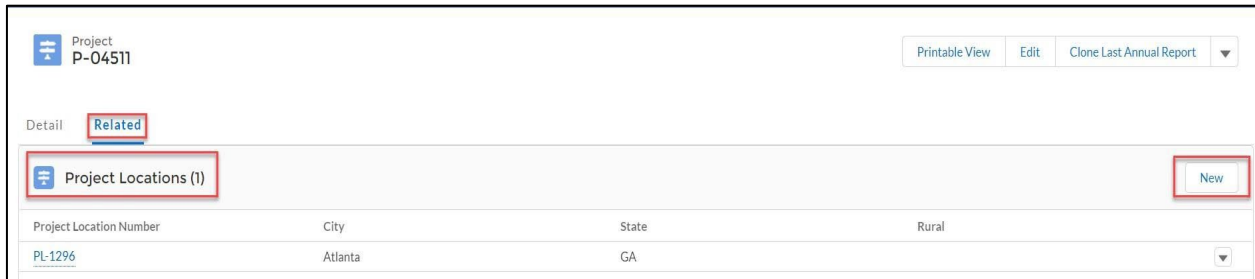 Project
P-04511
Printable View Edit Clone Last Annual Report
Detail Related
Project Locations (1)
New
Project Location Number City State Rural
PL-1296 Atlanta GA